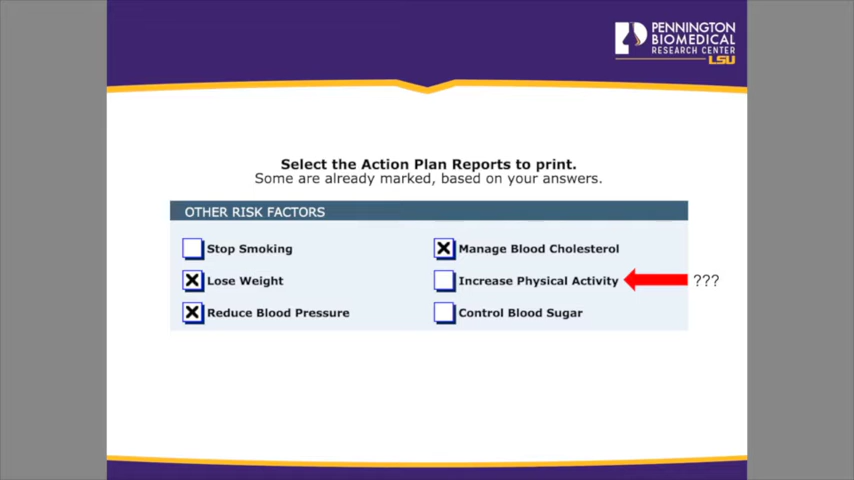 PENNINGTON
BIOMEDICAL
RESEARCH CENTER
LSU
Select the Action Plan Reports to print.
Some are already marked, based on your answers.
OTHER RISK FACTORS
Stop Smoking
Manage Blood Cholesterol
Lose Weight
Increase Physical Activity ???
Reduce Blood Pressure
Control Blood Sugar